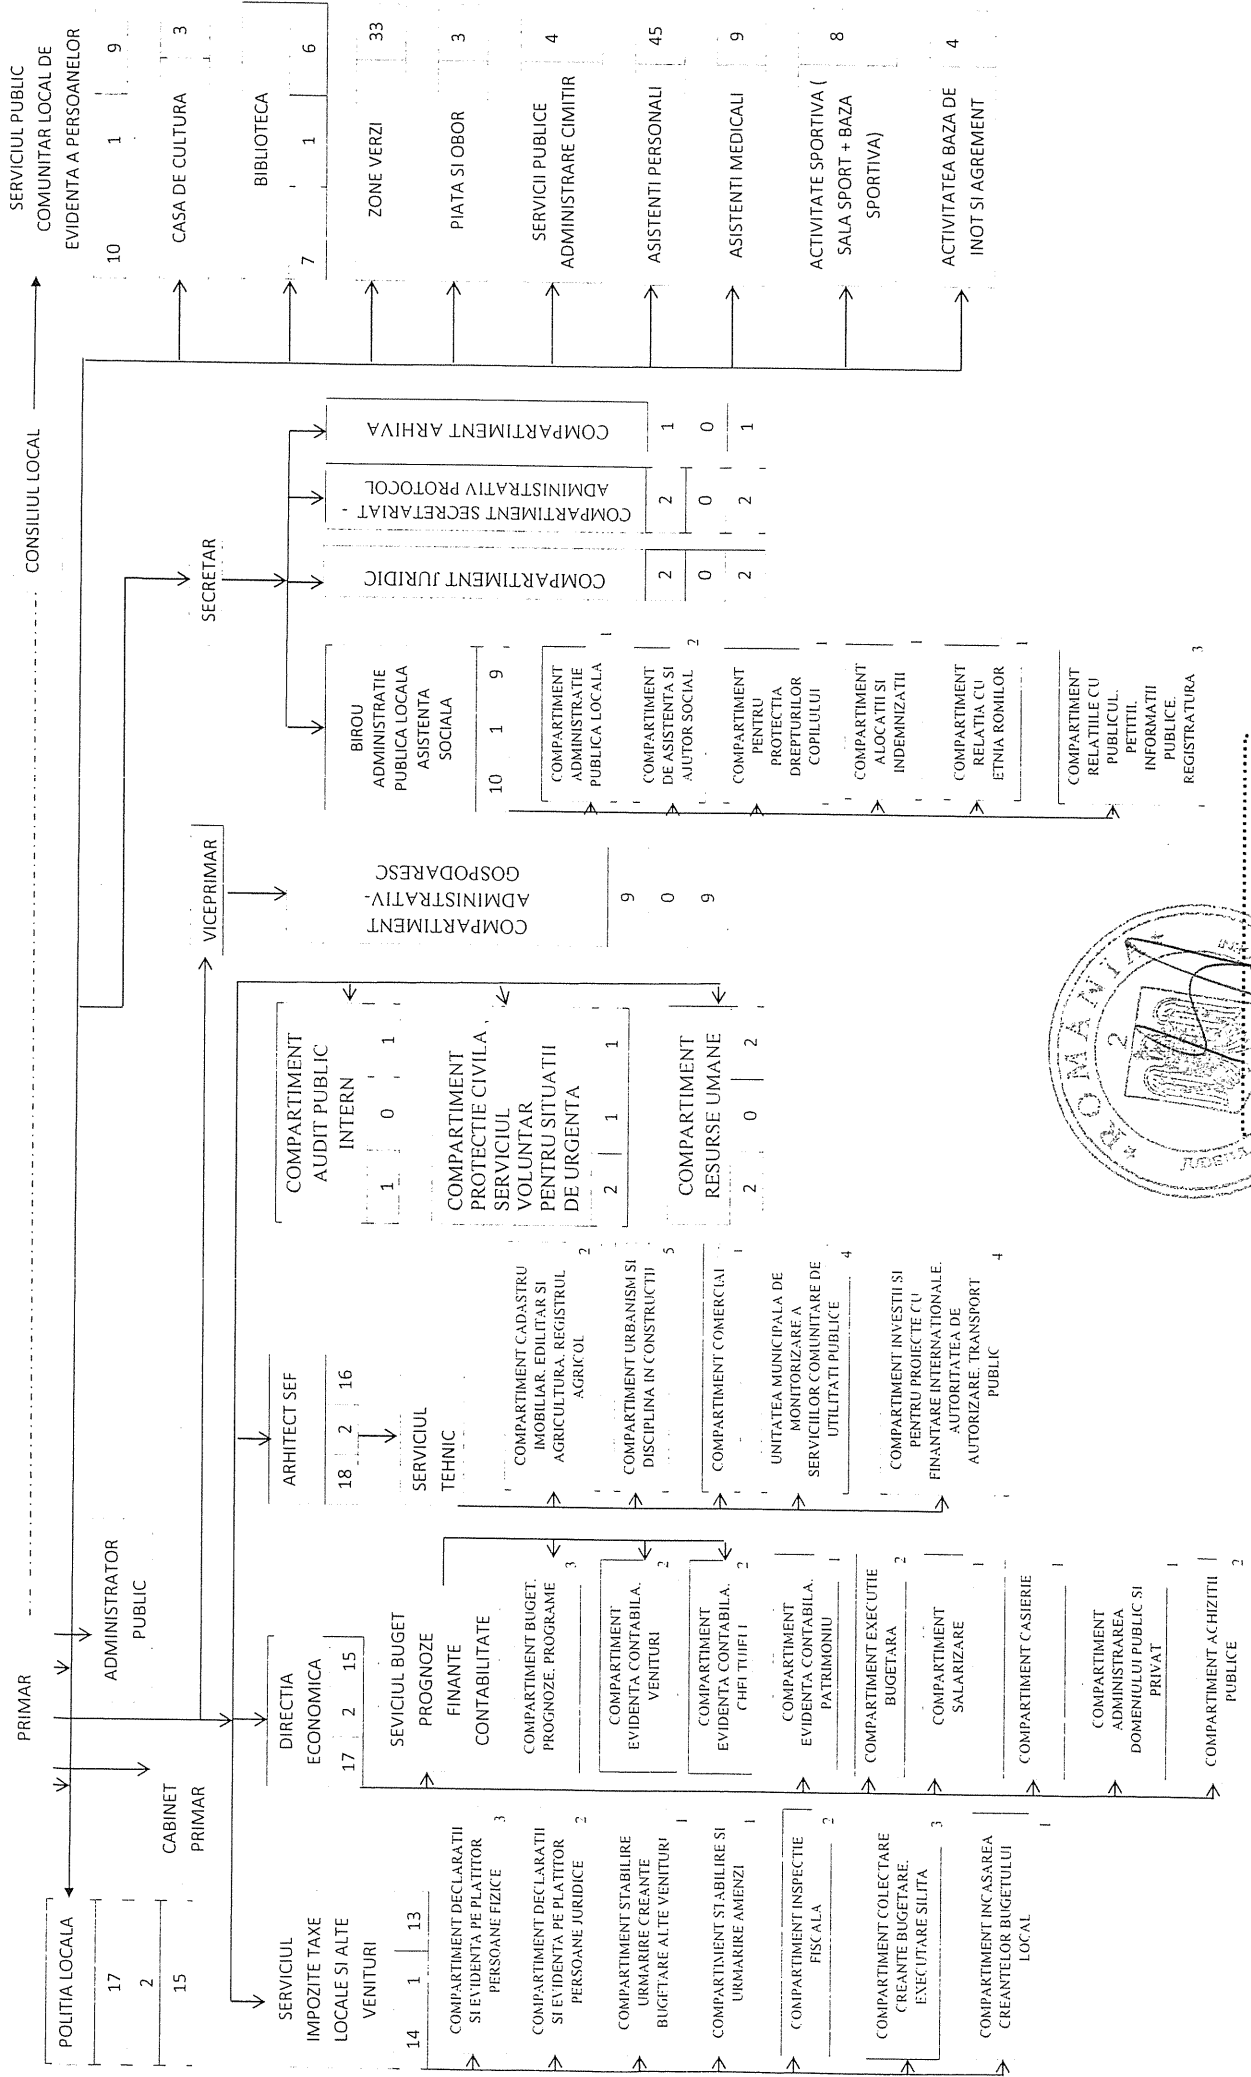 PRIMAR
CONSILIUL LOCAL
SERVICIUL PUBLIC
COMUNITAR LOCAL DE
EVIDENTA A PERSOANELOR
10 1 9
POLITIA LOCALA
17
2
15
CABINET
PRIMAR
ADMINISTRATOR
PUBLIC
VICEPRIMAR
SECRETAR
SERVICIUL
IMPOZITE TAXE
LOCALE SI ALTE
VENITURI
14 1 13
COMPARTIMENT DECLARATII
SI EVIDENTA PE PLATITOR
PERSOANE FIZICE
3
COMPARTIMENT DECLARATII
SI EVIDENTA PE PLATITOR
PERSOANE JURIDICE
2
COMPARTIMENT STABILIRE
URMARIRE CREANTE
BUGETARE ALTE VENITURI
1
COMPARTIMENT STABILIRE SI
URMARIRE AMENZI
1
COMPARTIMENT INSPECTIE
FISCALA
2
COMPARTIMENT COLECTARE
CREANTE BUGETARE.
EXECUTARE SILITA
3
COMPARTIMENT INCASAREA
CREANTELOR BUGETULUI
LOCAL
1
DIRECTIA
ECONOMICA
17 2 15
SEVICIUL BUGET
PROGNOZE
FINANTE
CONTABILITATE
COMPARTIMENT BUGET.
PROGNOZE. PROGRAME
3
COMPARTIMENT
EVIDENTA CONTABILA.
VENITURI
2
COMPARTIMENT
EVIDENTA CONTABILA.
CHELTUIELI
2
COMPARTIMENT
EVIDENTA CONTABILA.
PATRIMONIU
1
COMPARTIMENT EXECUTIE
BUGETARA
2
COMPARTIMENT
SALARIZARE
1
COMPARTIMENT CASIERIE
1
COMPARTIMENT
ADMINISTRAREA
DOMENIULUI PUBLIC SI
PRIVAT
1
COMPARTIMENT ACHIZITII
PUBLICE
2
ARHITECT SEF
18 2 16
SERVICIUL
TEHNIC
COMPARTIMENT CADASTRU
IMOBILIAR. EDILITAR SI
AGRICULTURA. REGISTRUL
AGRICOL
2
COMPARTIMENT URBANISM SI
DISCIPLINA IN CONSTRUCTII
5
COMPARTIMENT COMERCIAL
1
UNITATEA MUNICIPALA DE
MONITORIZARE A
SERVICIILOR COMUNITARE DE
UTILITATI PUBLICE
4
COMPARTIMENT INVESTII SI
PENTRU PROIECTE CU
FINANTARE INTERNATIONALE.
AUTORITATEA DE
AUTORIZARE. TRANSPORT
PUBLIC
4
COMPARTIMENT
AUDIT PUBLIC
INTERN
1 0 1
COMPARTIMENT
PROTECTIE CIVILA ,
SERVICIUL
VOLUNTAR
PENTRU SITUATII
DE URGENTA
2 1 1
COMPARTIMENT
RESURSE UMANE
2 0 2
COMPARTIMENT
ADMINISTRATIV-
GOSPODARESC
9
0
9
BIROU
ADMINISTRATIE
PUBLICA LOCALA
ASISTENTA
SOCIALA
10 1 9
COMPARTIMENT
ADMINISTRATIE
PUBLICA LOCALA
1
COMPARTIMENT
DE ASISTENTA SI
AJUTOR SOCIAL
2
COMPARTIMENT
PENTRU
PROTECTIA
DREPTURILOR
COPILULUI
1
COMPARTIMENT
ALOCATII SI
INDEMNIZATII
1
COMPARTIMENT
RELATIA CU
ETNIA ROMILOR
1
COMPARTIMENT
RELATIILE CU
PUBLICUL.
PETITII.
INFORMATII
PUBLICE.
REGISTRATURA
3
COMPARTIMENT JURIDIC
2
0
2
COMPARTIMENT SECRETARIAT -
ADMINISTRATIV PROTOCOL
2
0
2
COMPARTIMENT ARHIVA
1
0
1
CASA DE CULTURA
3
BIBLIOTECA
7 1 6
ZONE VERZI
33
PIATA SI OBOR
3
SERVICII PUBLICE
ADMINISTRARE CIMITIR
4
ASISTENTI PERSONALI
45
ASISTENTI MEDICALI
9
ACTIVITATE SPORTIVA (
SALA SPORT + BAZA
SPORTIVA)
8
ACTIVITATEA BAZA DE
INOT SI AGREMENT
4
* ROMANIA *
2